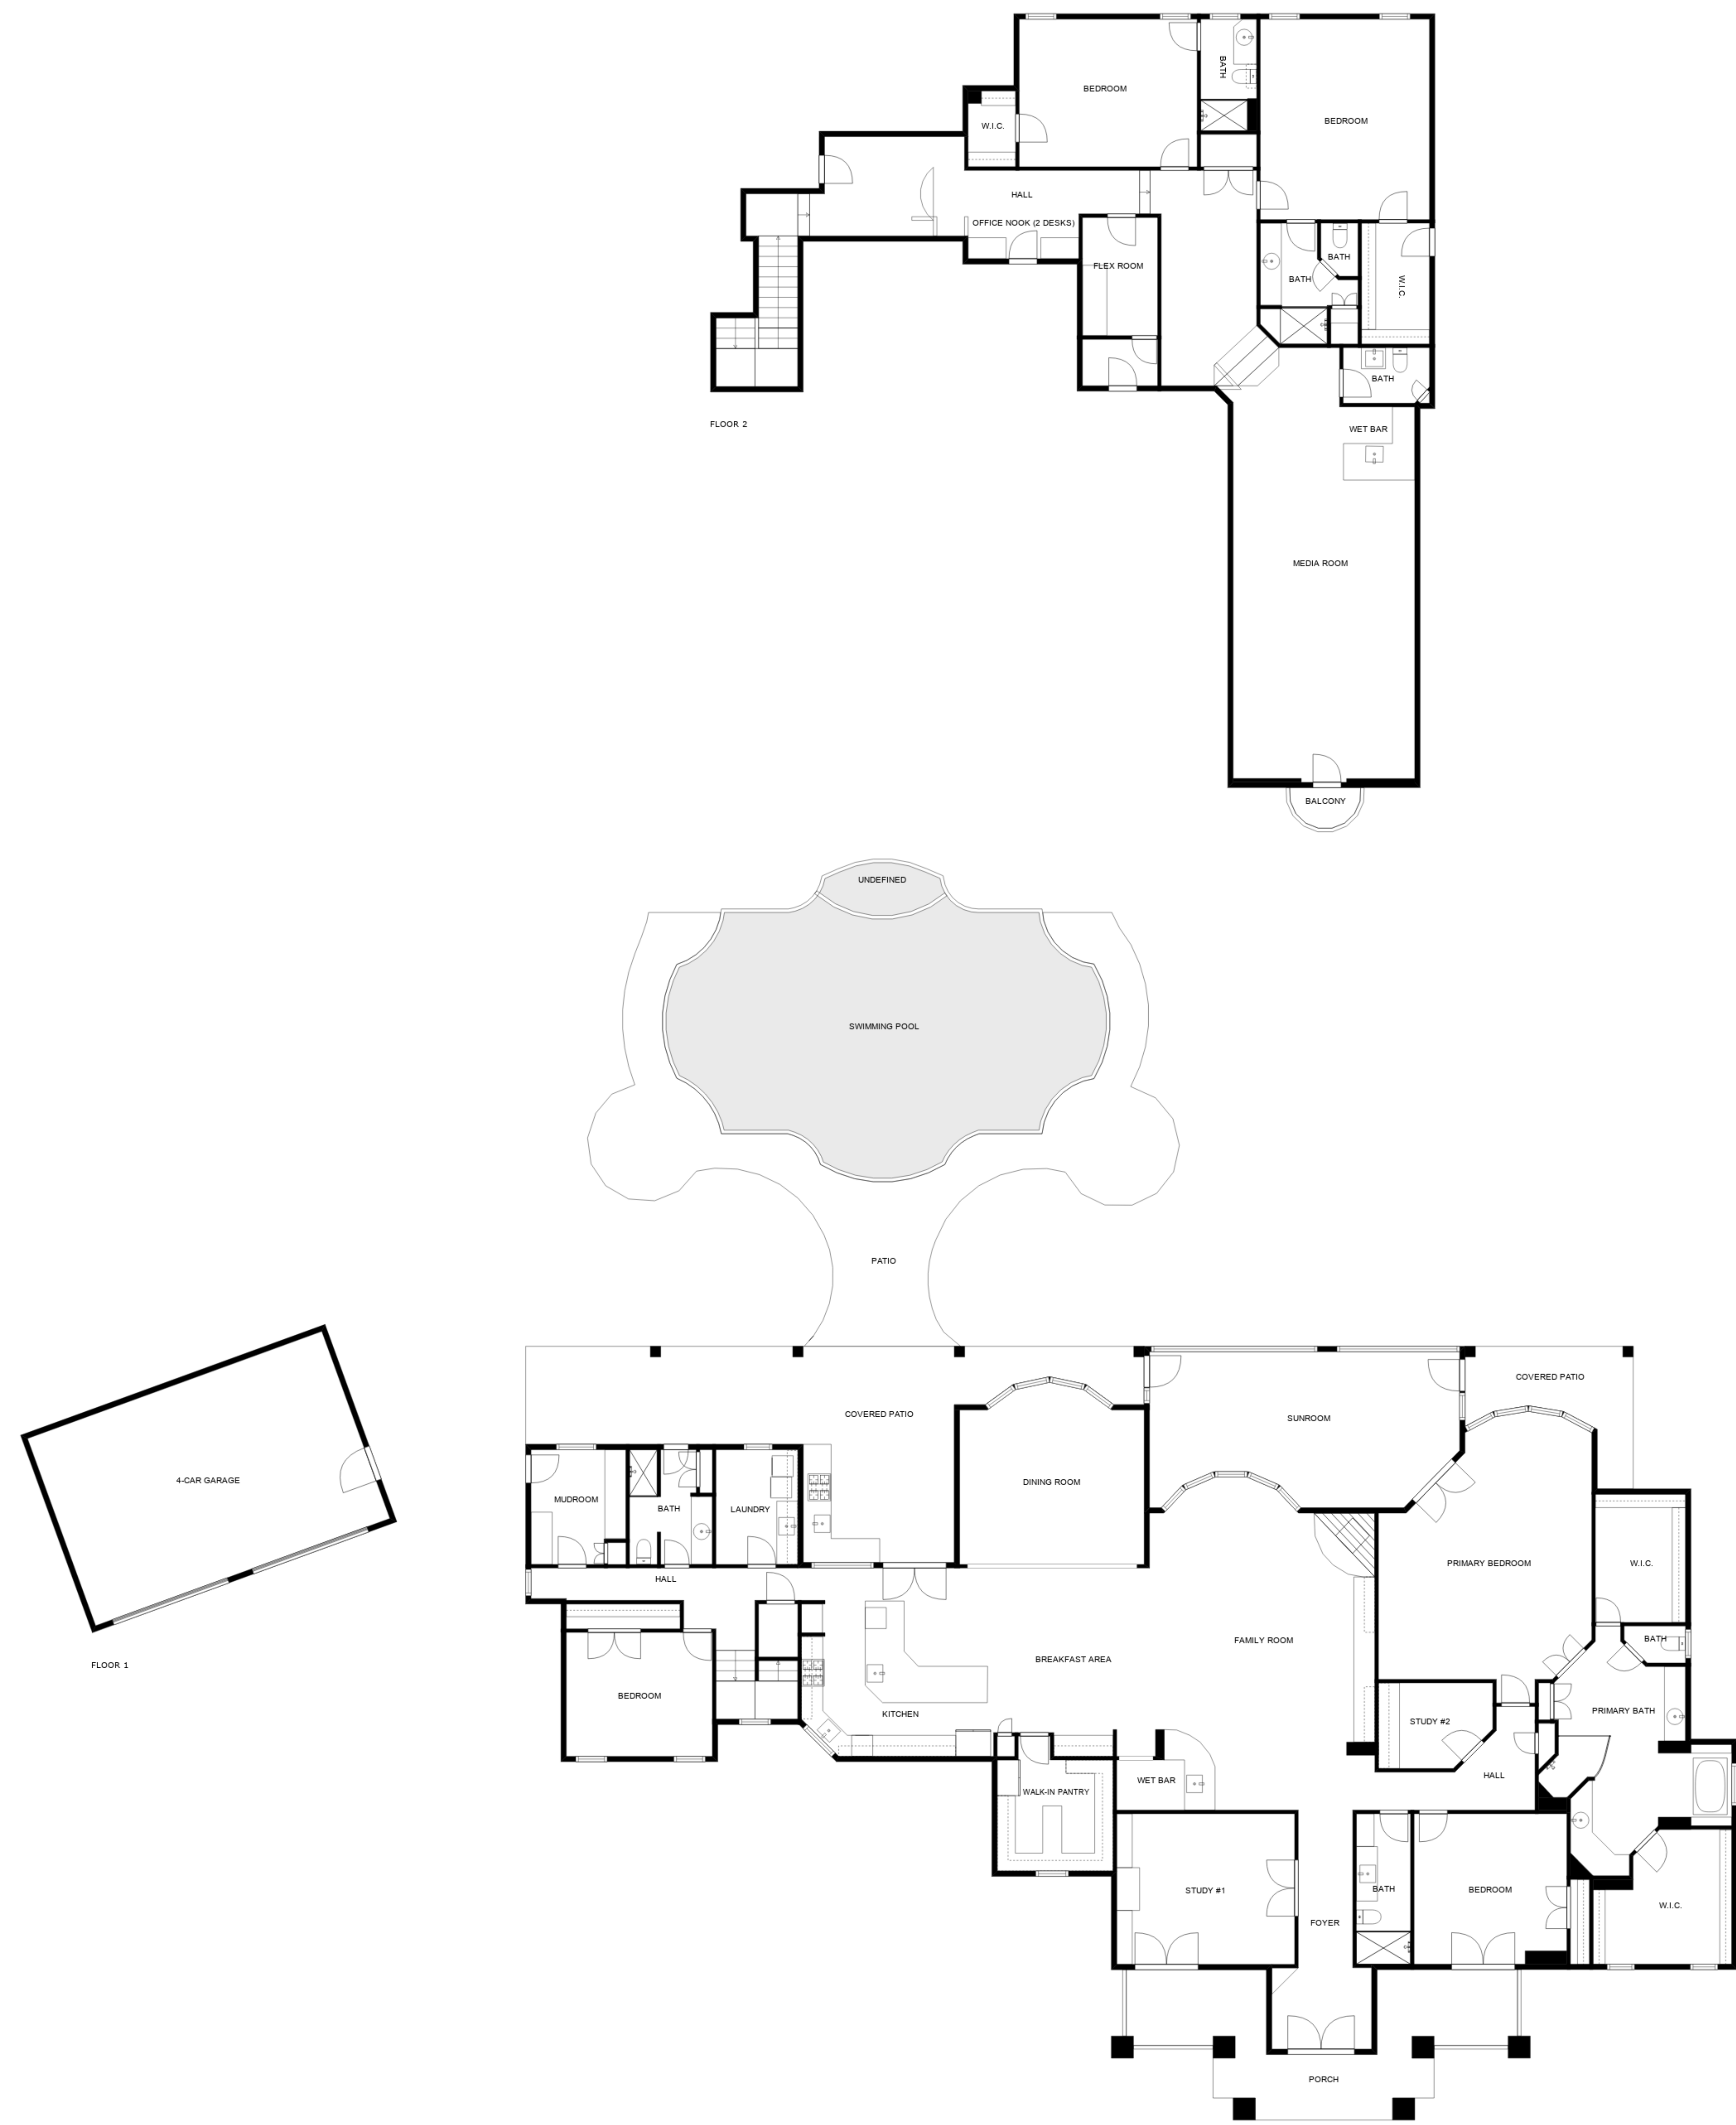 BATH
BEDROOM
BEDROOM
W.I.C.
HALL
OFFICE NOOK (2 DESKS)
FLEX ROOM
BATH
BATH
W.I.C.
BATH
FLOOR 2
WET BAR
MEDIA ROOM
BALCONY
UNDEFINED
SWIMMING POOL
PATIO
COVERED PATIO
COVERED PATIO
SUNROOM
4-CAR GARAGE
DINING ROOM
MUDROOM
BATH
LAUNDRY
PRIMARY BEDROOM
W.I.C.
HALL
FAMILY ROOM
BATH
BREAKFAST AREA
FLOOR 1
BEDROOM
KITCHEN
PRIMARY BATH
STUDY #2
HALL
WET BAR
WALK-IN PANTRY
STUDY #1
BATH
BEDROOM
W.I.C.
FOYER
PORCH